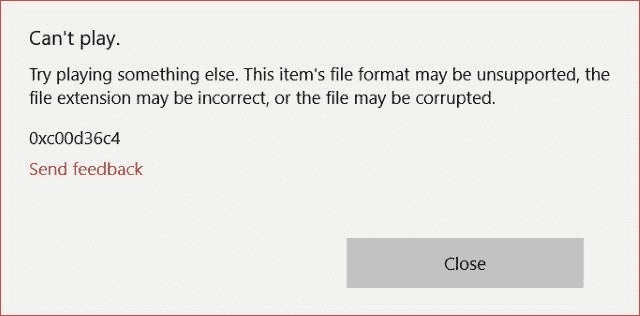 Can't play.
Try playing something else. This item's file format may be unsupported, the
file extension may be incorrect, or the file may be corrupted.
0xc00d36c4
Send feedback
Close